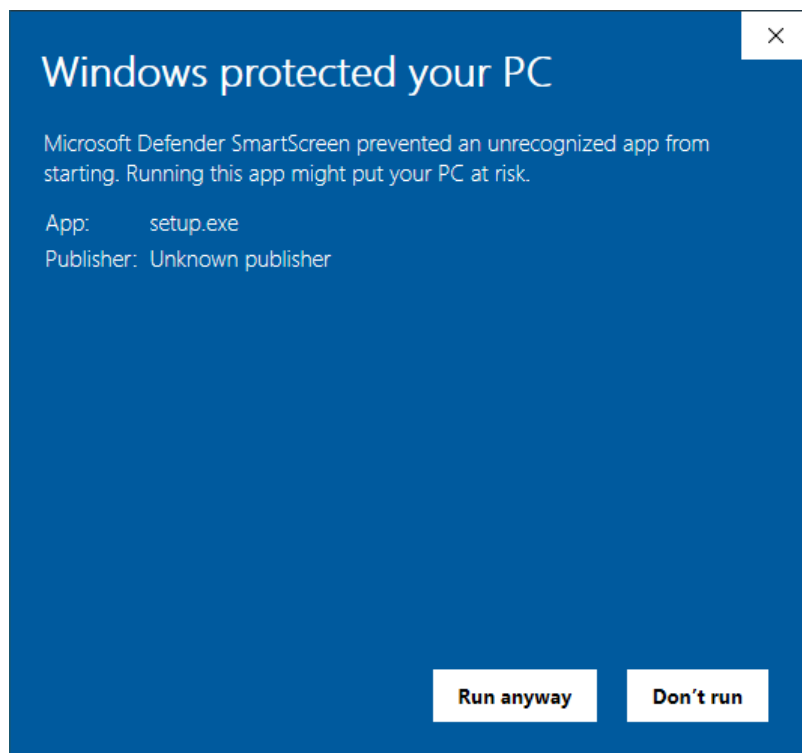 Windows protected your PC
Microsoft Defender SmartScreen prevented an unrecognized app from
starting. Running this app might put your PC at risk.
App: setup.exe
Publisher: Unknown publisher
Run anyway Don’t run